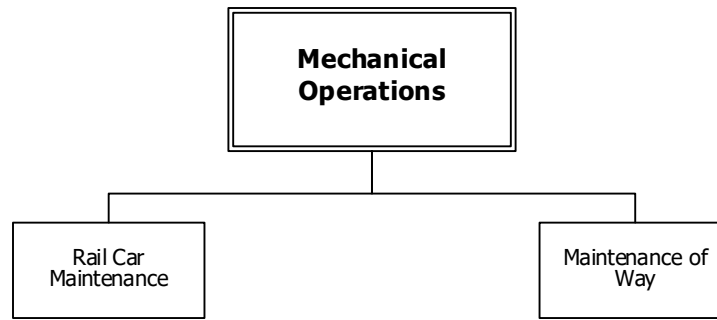 Mechanical
Operations
Rail Car
Maintenance
Maintenance of
Way